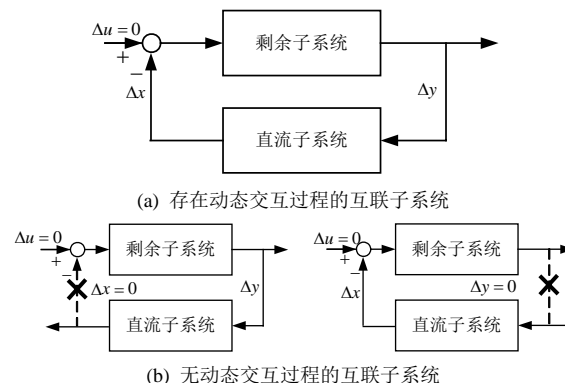 Δu=0
+
−
剩余子系统
Δx
Δy
直流子系统
(a) 存在动态交互过程的互联子系统
Δu=0
+
−
剩余子系统
Δx=0
Δy
直流子系统
Δu=0
+
−
剩余子系统
Δx
Δy=0
直流子系统
(b) 无动态交互过程的互联子系统